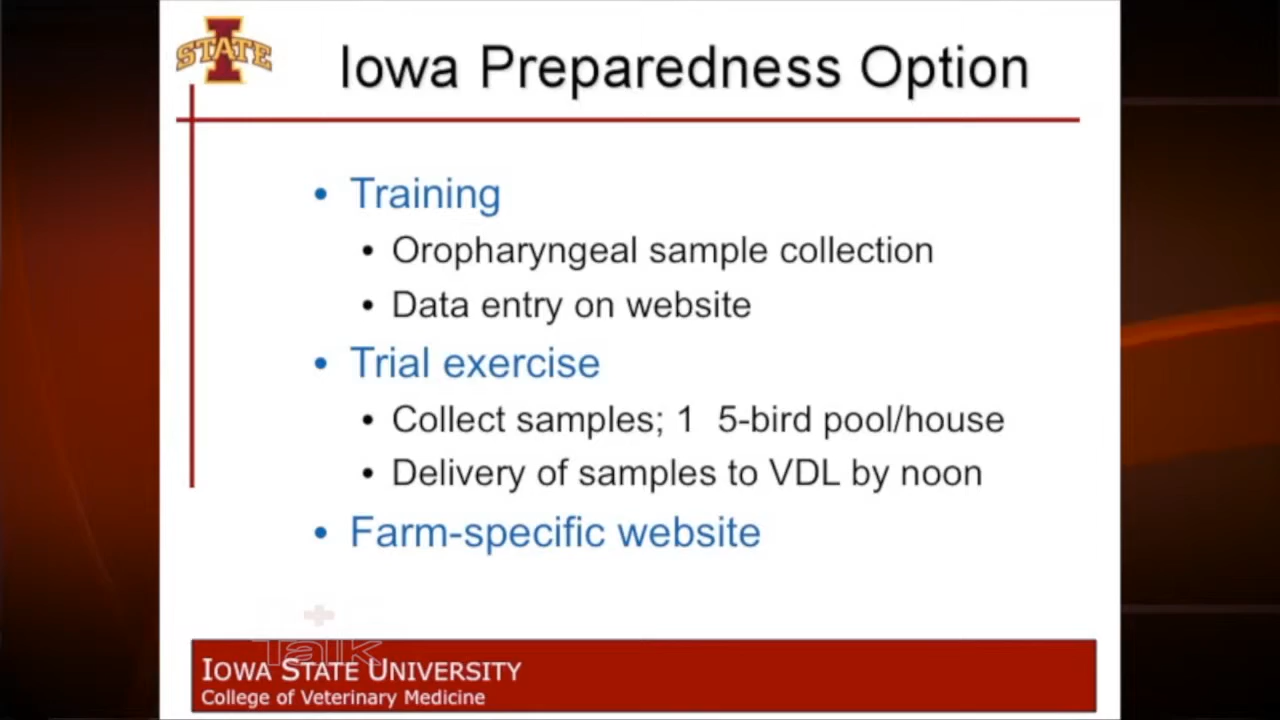 STATE
Iowa Preparedness Option
• Training
• Oropharyngeal sample collection
• Data entry on website
• Trial exercise
• Collect samples; 1 5-bird pool/house
• Delivery of samples to VDL by noon
• Farm-specific website
Talk
IOWA STATE UNIVERSITY
College of Veterinary Medicine